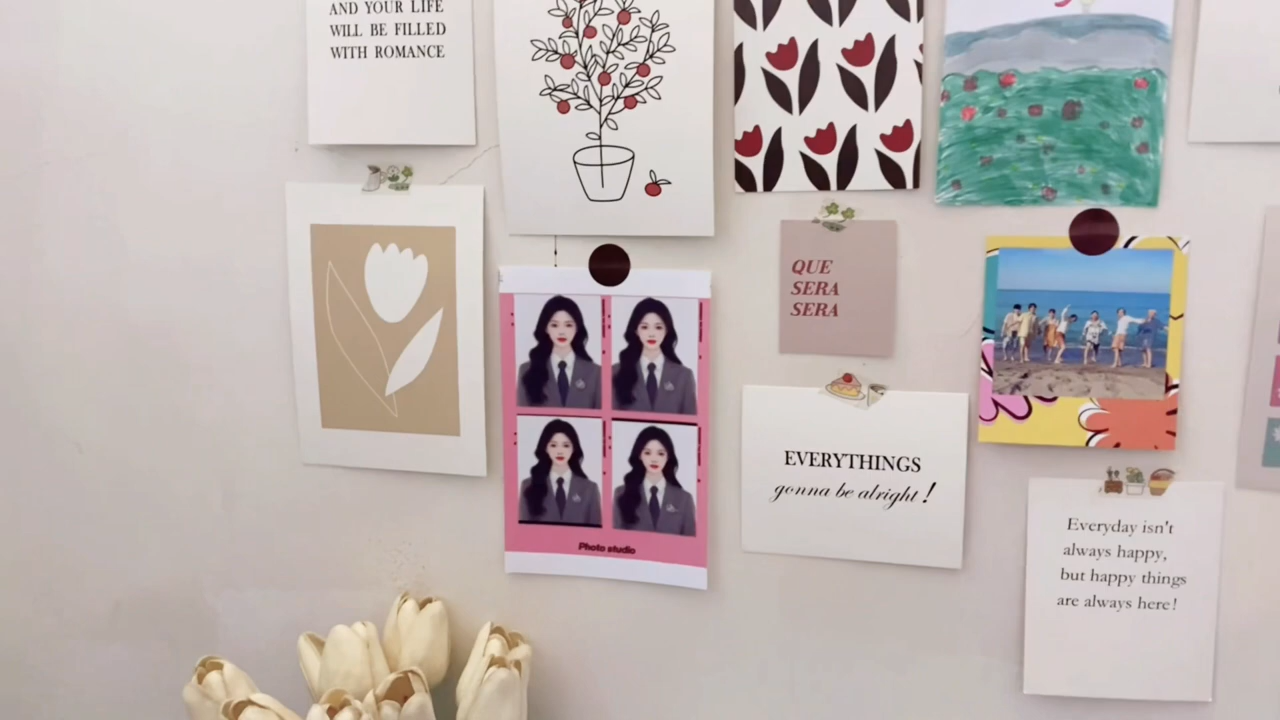 AND YOUR LIFE
WILL BE FILLED
WITH ROMANCE
QUE
SERA
SERA
EVERYTHINGS
gonna be alright!
Photo studio
Everyday isn't
always happy,
but happy things
are always here!